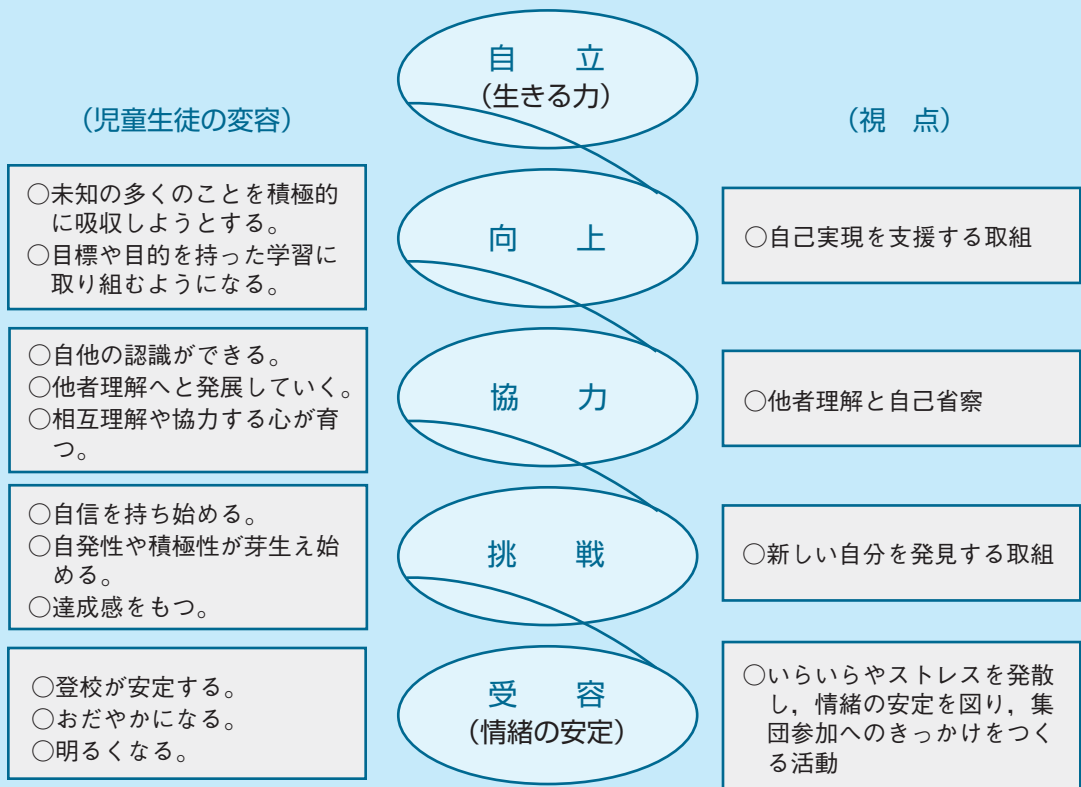 自　立
(生きる力)
(児童生徒の変容)
(視　点)
○未知の多くのことを積極的
に吸収しようとする。
○目標や目的を持った学習に
取り組むようになる。
向　上
○自己実現を支援する取組
○自他の認識ができる。
○他者理解へと発展していく。
○相互理解や協力する心が育
つ。
協　力
○他者理解と自己省察
○自信を持ち始める。
○自発性や積極性が芽生え始
める。
○達成感をもつ。
挑　戦
○新しい自分を発見する取組
○登校が安定する。
○おだやかになる。
○明るくなる。
受　容
(情緒の安定)
○いらいらやストレスを発散
し，情緒の安定を図り，集
団参加へのきっかけをつく
る活動